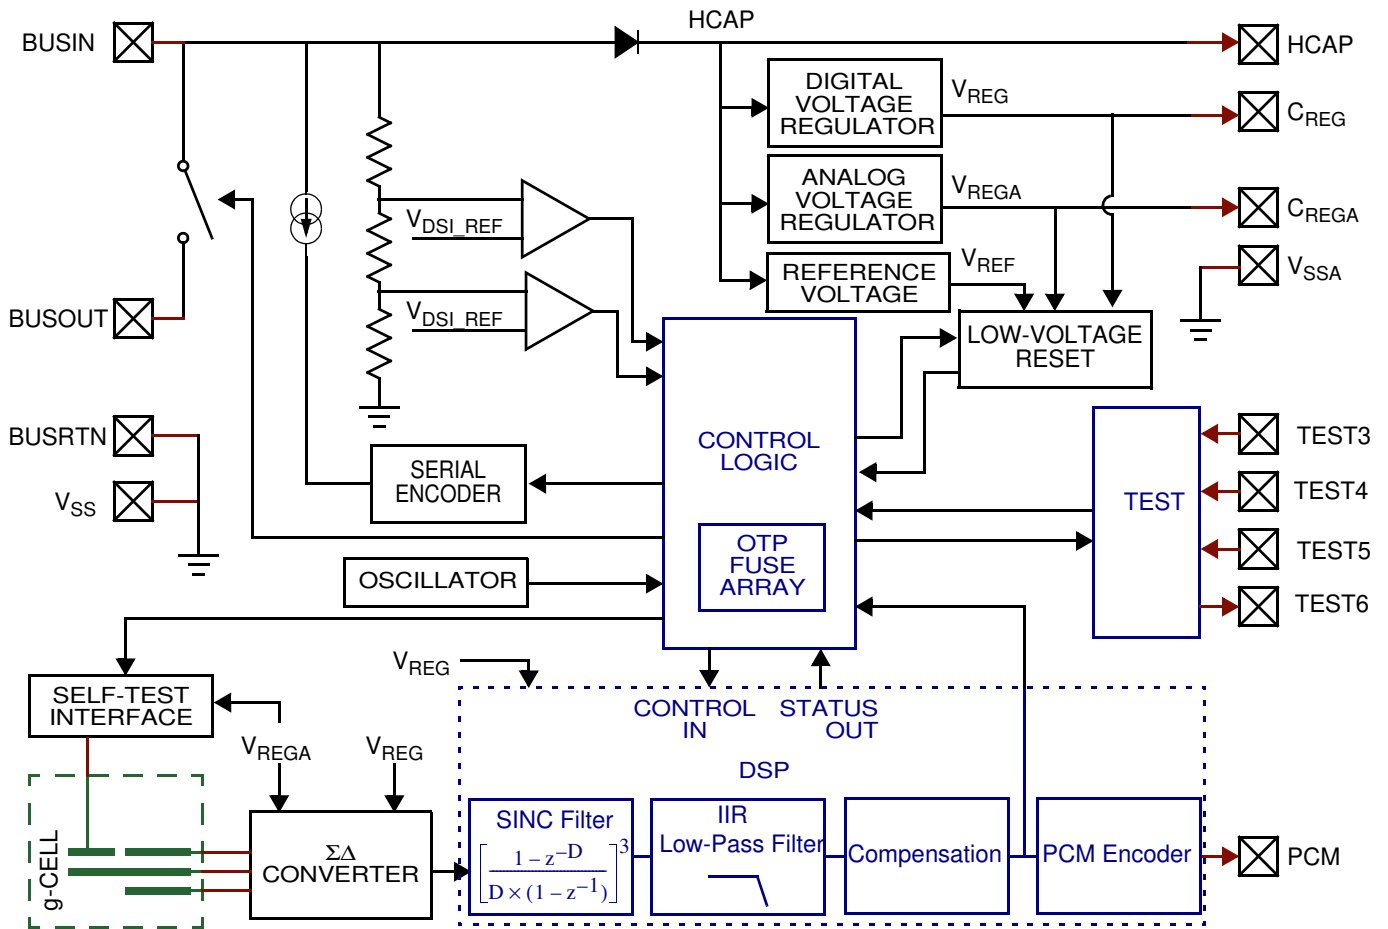 HCAP
BUSIN
HCAP
DIGITAL
VOLTAGE
REGULATOR
VREG
CREG
ANALOG
VOLTAGE
REGULATOR
VREGA
CREGA
VDSI_REF
REFERENCE
VOLTAGE
VREF
VSSA
BUSOUT
VDSI_REF
LOW-VOLTAGE
RESET
BUSRTN
VSS
SERIAL
ENCODER
CONTROL
LOGIC
TEST
TEST3
TEST4
TEST5
TEST6
OTP
FUSE
ARRAY
OSCILLATOR
VREG
SELF-TEST
INTERFACE
CONTROL
IN
STATUS
OUT
VREGA
VREG
DSP
g-CELL
ΣΔ
CONVERTER
SINC Filter
[(1 – z^–D) / (D × (1 – z^–1))]^3
IIR
Low-Pass Filter
Compensation
PCM Encoder
PCM